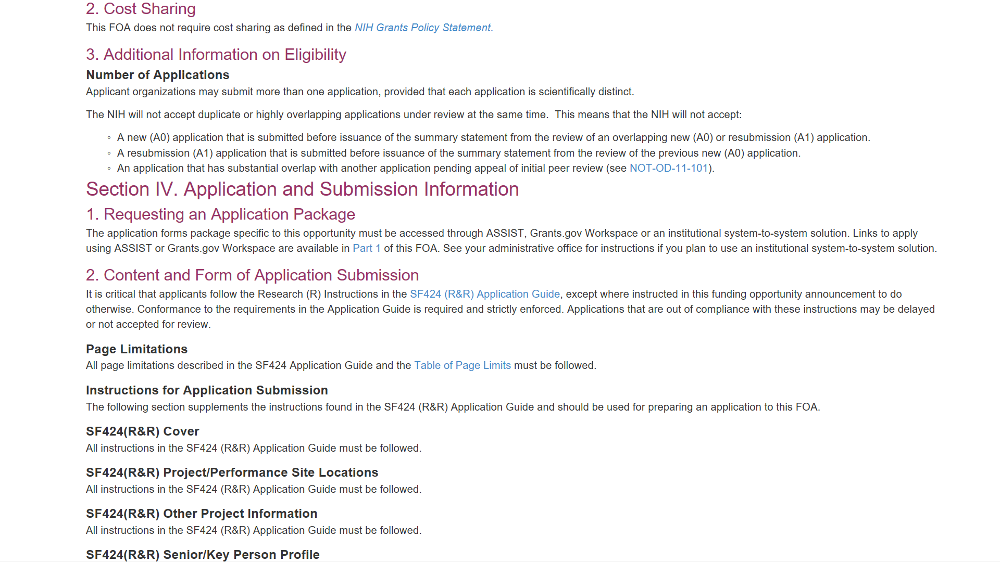 2. Cost Sharing
This FOA does not require cost sharing as defined in the NIH Grants Policy Statement.
3. Additional Information on Eligibility
Number of Applications
Applicant organizations may submit more than one application, provided that each application is scientifically distinct.
The NIH will not accept duplicate or highly overlapping applications under review at the same time.  This means that the NIH will not accept:
◦ A new (A0) application that is submitted before issuance of the summary statement from the review of an overlapping new (A0) or resubmission (A1) application.
◦ A resubmission (A1) application that is submitted before issuance of the summary statement from the review of the previous new (A0) application.
◦ An application that has substantial overlap with another application pending appeal of initial peer review (see NOT-OD-11-101).
Section IV. Application and Submission Information
1. Requesting an Application Package
The application forms package specific to this opportunity must be accessed through ASSIST, Grants.gov Workspace or an institutional system-to-system solution. Links to apply
using ASSIST or Grants.gov Workspace are available in Part 1 of this FOA. See your administrative office for instructions if you plan to use an institutional system-to-system solution.
2. Content and Form of Application Submission
It is critical that applicants follow the Research (R) Instructions in the SF424 (R&R) Application Guide, except where instructed in this funding opportunity announcement to do
otherwise. Conformance to the requirements in the Application Guide is required and strictly enforced. Applications that are out of compliance with these instructions may be delayed
or not accepted for review.
Page Limitations
All page limitations described in the SF424 Application Guide and the Table of Page Limits must be followed.
Instructions for Application Submission
The following section supplements the instructions found in the SF424 (R&R) Application Guide and should be used for preparing an application to this FOA.
SF424(R&R) Cover
All instructions in the SF424 (R&R) Application Guide must be followed.
SF424(R&R) Project/Performance Site Locations
All instructions in the SF424 (R&R) Application Guide must be followed.
SF424(R&R) Other Project Information
All instructions in the SF424 (R&R) Application Guide must be followed.
SF424(R&R) Senior/Key Person Profile